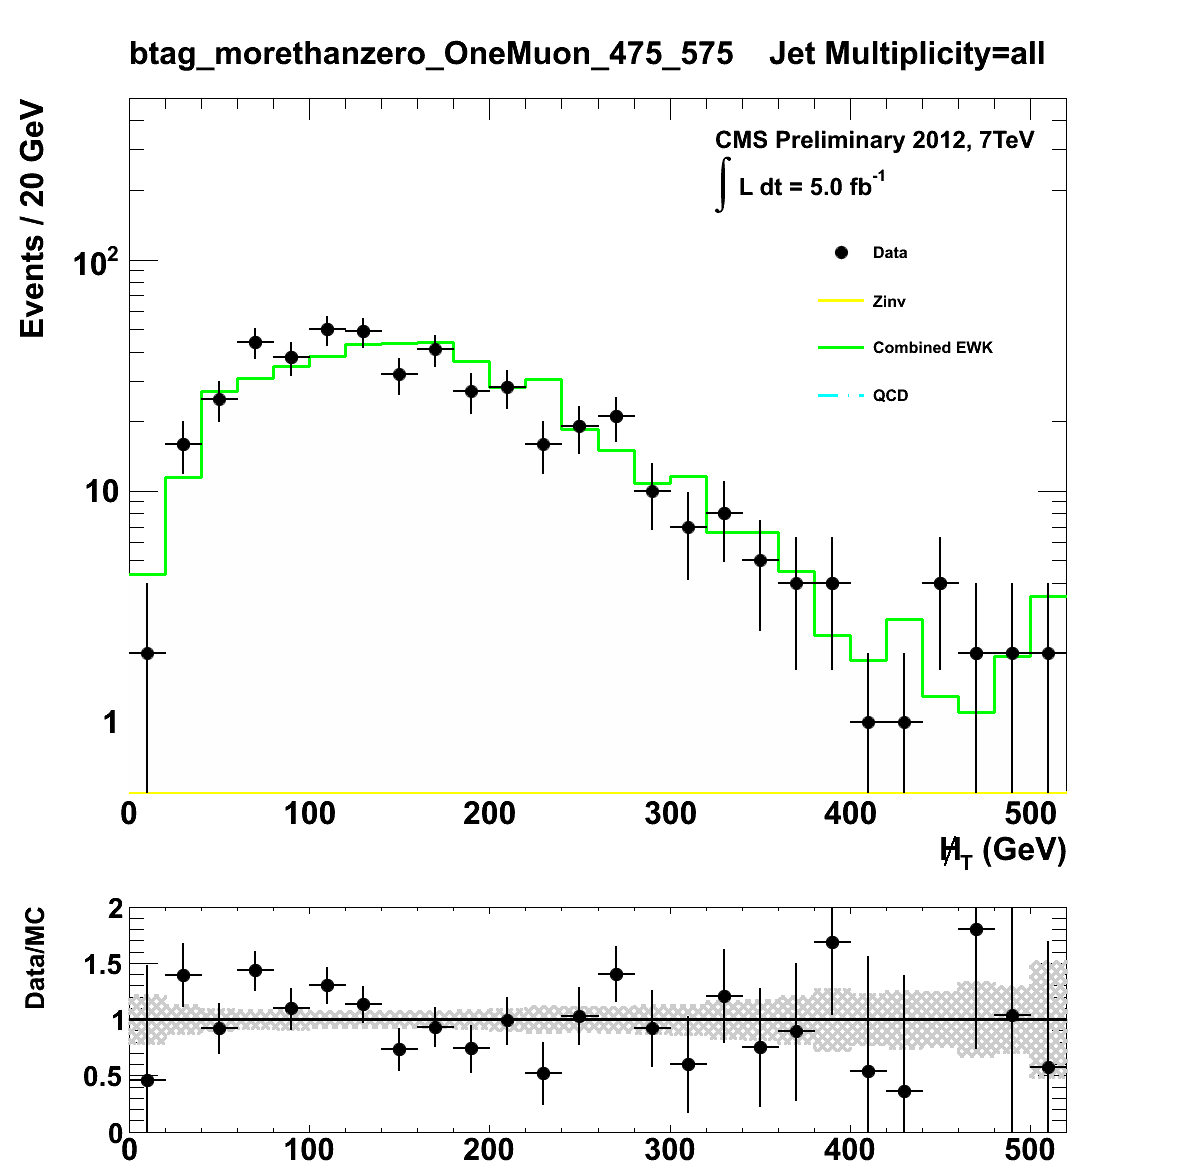 btag_morethanzero_OneMuon_475_575 Jet Multiplicity=all
Events / 20 GeV
CMS Preliminary 2012, 7TeV
∫ L dt = 5.0 fb⁻¹
Data
Zinv
Combined EWK
QCD
10²
10
1
0 100 200 300 400 500
H̸_T (GeV)
Data/MC
2
1.5
1
0.5
0
0 100 200 300 400 500